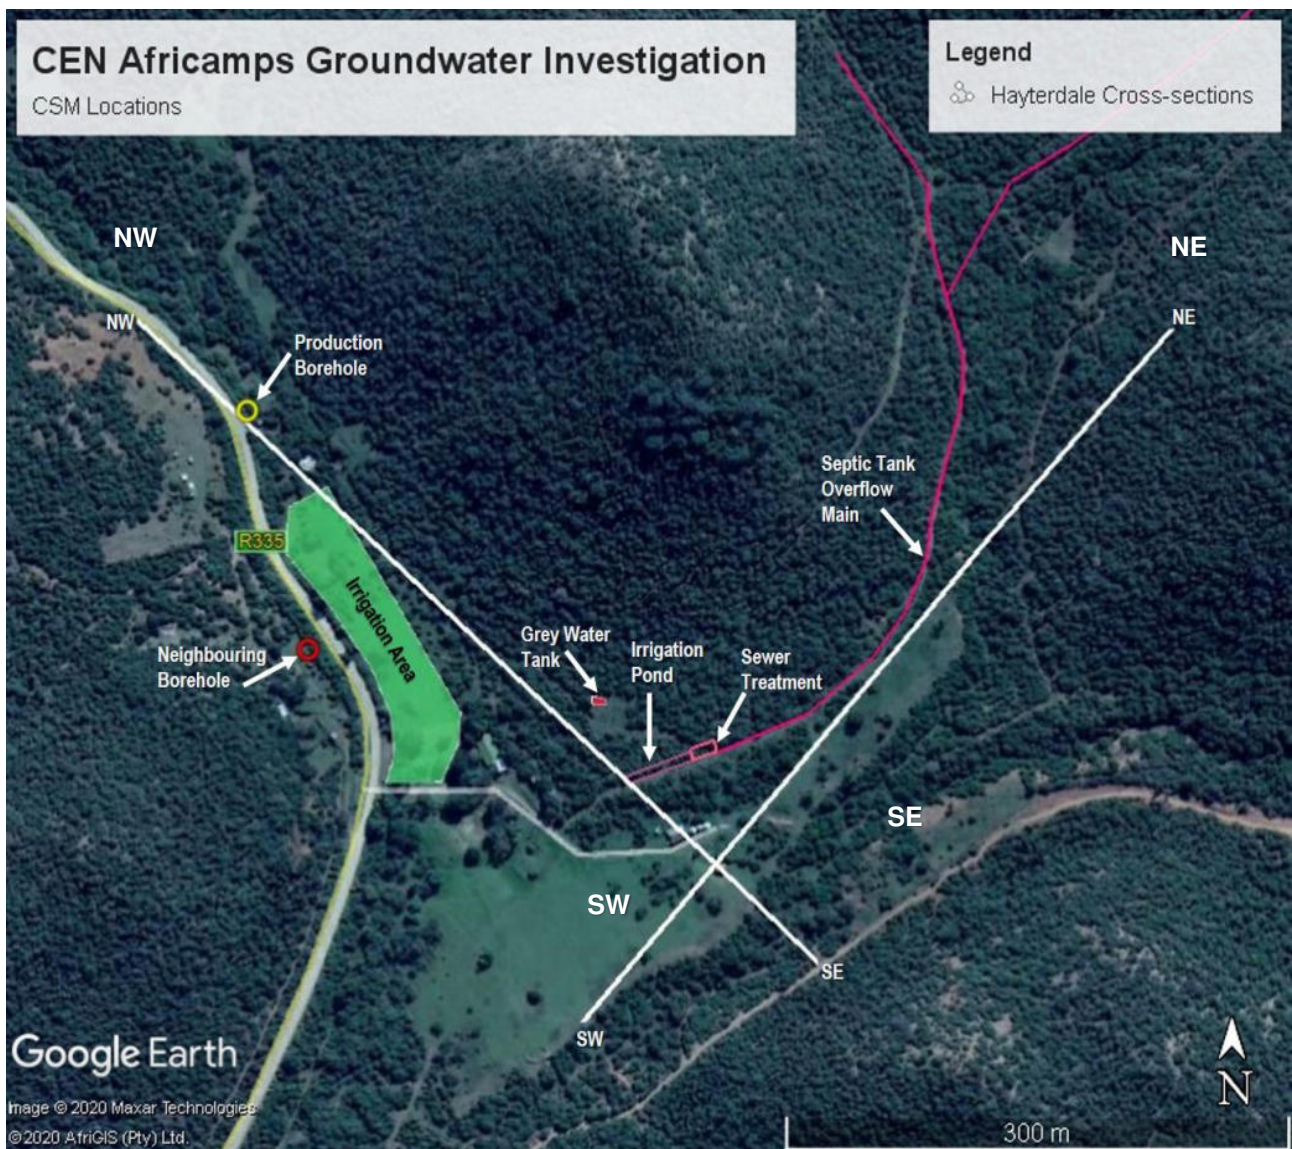 CEN Africamps Groundwater Investigation
CSM Locations
Legend
Hayterdale Cross-sections
NW
NE
NW
NE
Production
Borehole
Septic Tank
Overflow
Main
R335
Irrigation Area
Neighbouring
Borehole
Grey Water
Tank
Irrigation
Pond
Sewer
Treatment
SE
SW
SE
SW
Google Earth
Image © 2020 Maxar Technologies
©2020 AfriGIS (Pty) Ltd.
N
300 m